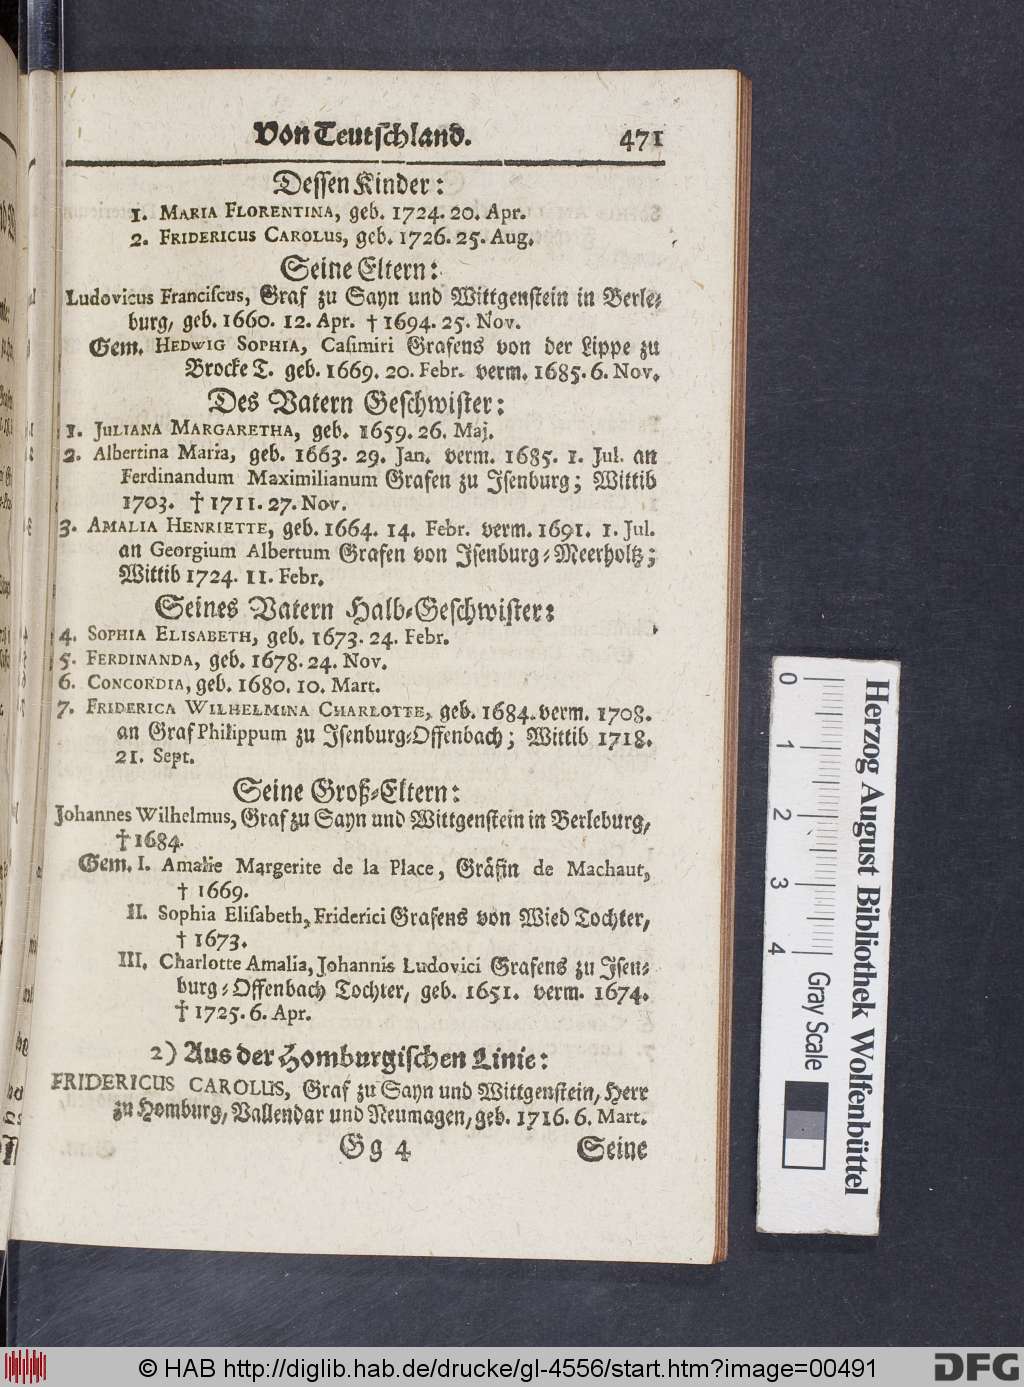 Von Teutschland. 471
Dessen Kinder:
1. MARIA FLORENTINA, geb. 1724. 20. Apr.
2. FRIDERICUS CAROLUS, geb. 1726. 25. Aug.
Seine Eltern:
Ludovicus Franciscus, Graf zu Sayn und Wittgenstein in Berle-
burg, geb. 1660. 12. Apr. † 1694. 25. Nov.
Gem. HEDWIG SOPHIA, Casimiri Grafens von der Lippe zu
Brocke T. geb. 1669. 20. Febr. verm. 1685. 6. Nov.
Des Vatern Geschwister:
1. JULIANA MARGARETHA, geb. 1659. 26. Maj.
2. Albertina Maria, geb. 1663. 29. Jan. verm. 1685. 1. Jul. an
Ferdinandum Maximilianum Grafen zu Isenburg; Wittib
1703. † 1711. 27. Nov.
3. AMALIA HENRIETTE, geb. 1664. 14. Febr. verm. 1691. 1. Jul.
an Georgium Albertum Grafen von Isenburg-Meerholtz;
Wittib 1724. 11. Febr.
Seines Vatern Halb-Geschwister:
4. SOPHIA ELISABETH, geb. 1673. 24. Febr.
5. FERDINANDA, geb. 1678. 24. Nov.
6. CONCORDIA, geb. 1680. 10. Mart.
7. FRIDERICA WILHELMINA CHARLOTTE, geb. 1684. verm. 1708.
an Graf Philippum zu Isenburg-Offenbach; Wittib 1718.
21. Sept.
Seine Groß-Eltern:
Johannes Wilhelmus, Graf zu Sayn und Wittgenstein in Berleburg,
† 1684.
Gem. I. Amalie Margerite de la Place, Gräfin de Machaut,
† 1669.
II. Sophia Elisabeth, Friderici Grafens von Wied Tochter,
† 1673.
III. Charlotte Amalia, Johannis Ludovici Grafens zu Isen-
burg-Offenbach Tochter, geb. 1651. verm. 1674.
† 1725. 6. Apr.
2) Aus der Homburgischen Linie:
FRIDERICUS CAROLUS, Graf zu Sayn und Wittgenstein, Herr
zu Homburg, Vallendar und Neumagen, geb. 1716. 6. Mart.
Gg 4 Seine
0 1 2 3 4 Gray Scale
Herzog August Bibliothek Wolfenbüttel
© HAB http://diglib.hab.de/drucke/gl-4556/start.htm?image=00491
DFG